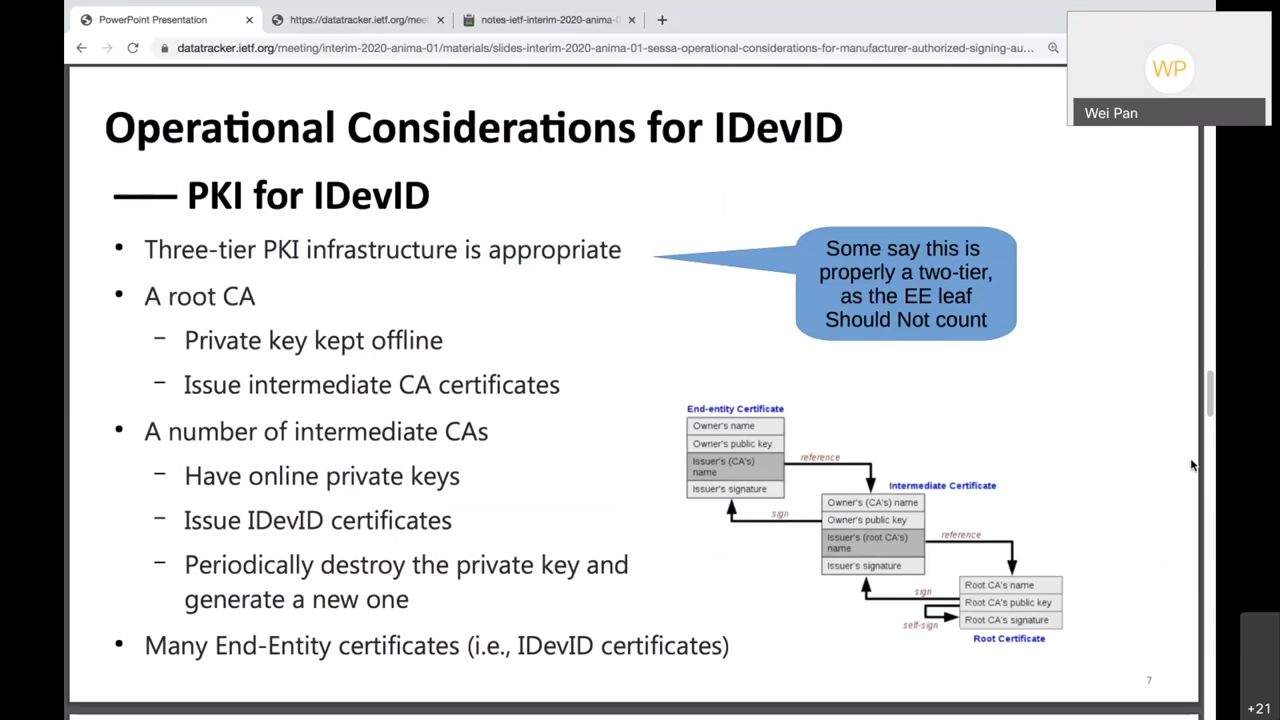 PowerPoint Presentation
https://datatracker.ietf.org/mee
notes-ietf-interim-2020-anima-0
datatracker.ietf.org/meeting/interim-2020-anima-01/materials/slides-interim-2020-anima-01-sessa-operational-considerations-for-manufacturer-authorized-signing-au...
WP
Wei Pan
Operational Considerations for IDevID
—— PKI for IDevID
• Three-tier PKI infrastructure is appropriate
Some say this is
properly a two-tier,
as the EE leaf
Should Not count
• A root CA
– Private key kept offline
– Issue intermediate CA certificates
• A number of intermediate CAs
– Have online private keys
– Issue IDevID certificates
– Periodically destroy the private key and
generate a new one
• Many End-Entity certificates (i.e., IDevID certificates)
End-entity Certificate
Owner's name
Owner's public key
Issuer's (CA's)
name
Issuer's signature
reference
sign
Intermediate Certificate
Owner's (CA's) name
Owner's public key
Issuer's (root CA's)
name
Issuer's signature
reference
sign
self-sign
Root CA's name
Root CA's public key
Root CA's signature
Root Certificate
7
+21